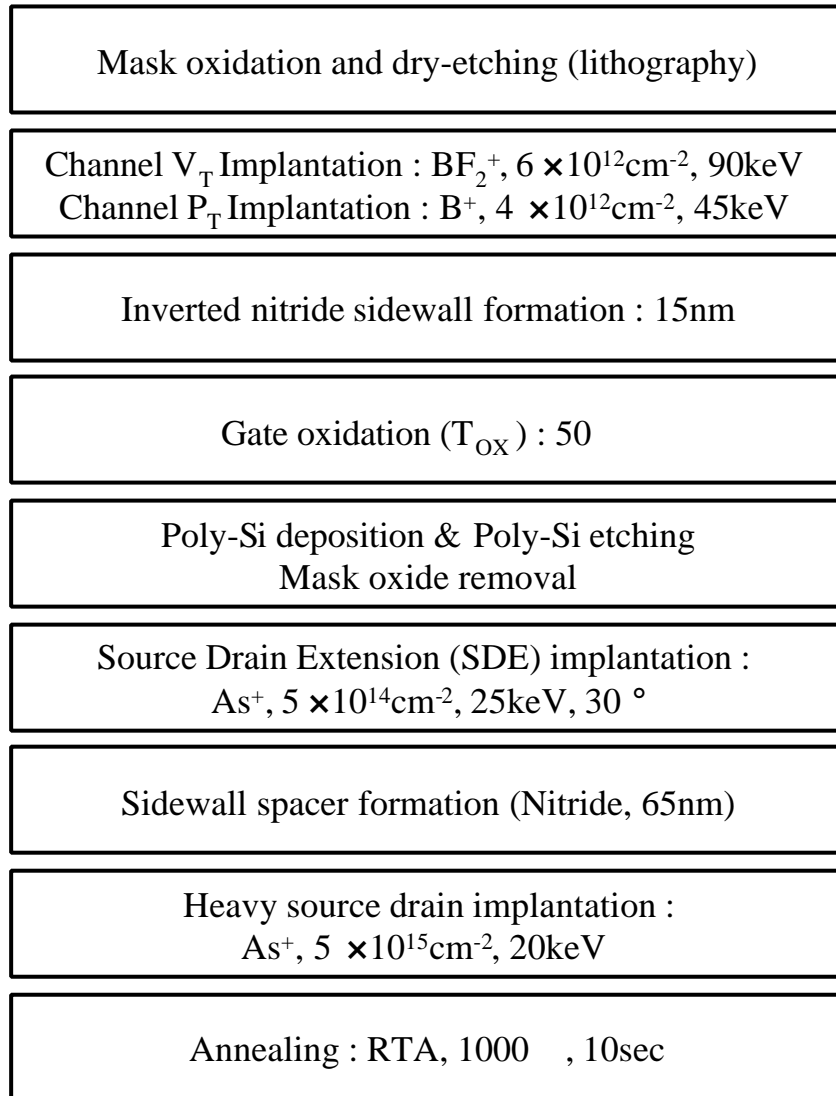 Mask oxidation and dry-etching (lithography)
Channel V_T Implantation : BF₂⁺, 6 ×10¹²cm⁻², 90keV
Channel P_T Implantation : B⁺, 4 ×10¹²cm⁻², 45keV
Inverted nitride sidewall formation : 15nm
Gate oxidation (T_OX) : 50
Poly-Si deposition & Poly-Si etching
Mask oxide removal
Source Drain Extension (SDE) implantation :
As⁺, 5 ×10¹⁴cm⁻², 25keV, 30 °
Sidewall spacer formation (Nitride, 65nm)
Heavy source drain implantation :
As⁺, 5 ×10¹⁵cm⁻², 20keV
Annealing : RTA, 1000 , 10sec